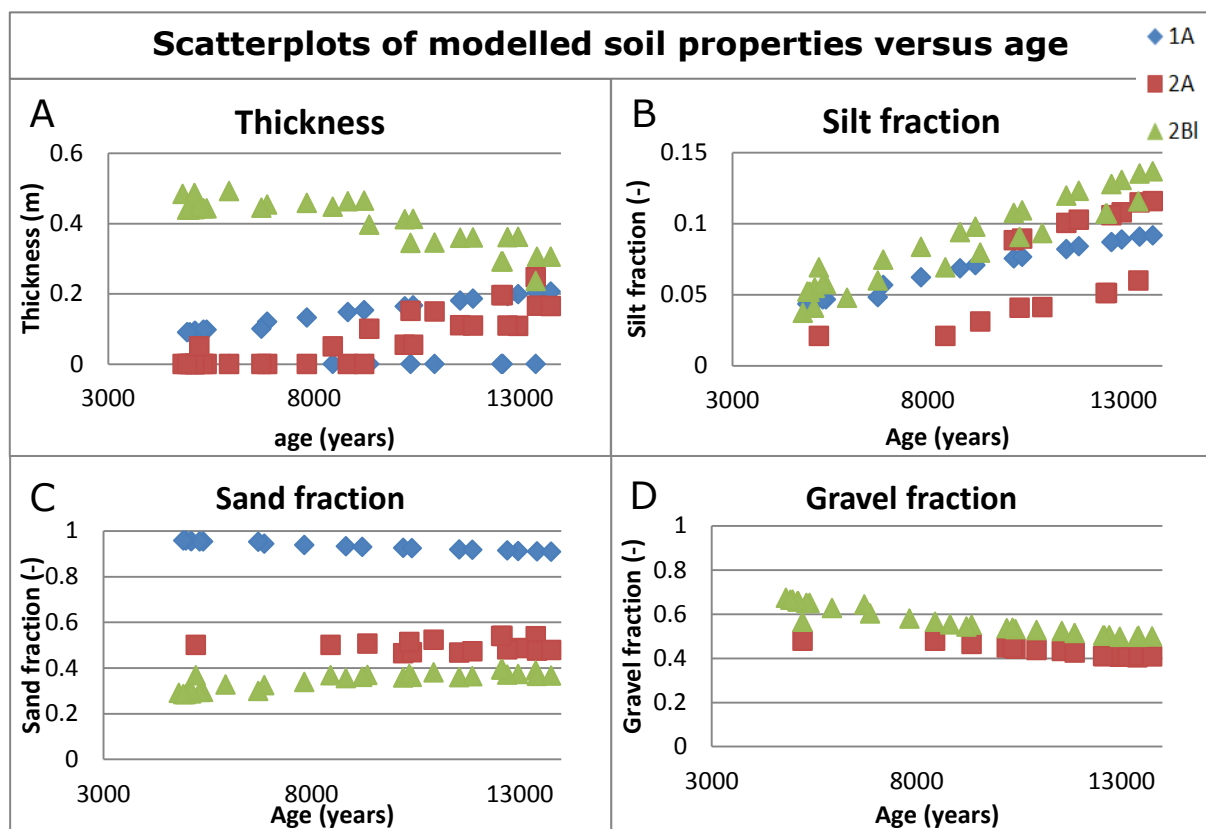 Scatterplots of modelled soil properties versus age
1A
2A
2Bl
A
Thickness
0.6
0.4
0.2
0
Thickness (m)
3000 8000 13000
age (years)
B
Silt fraction
0.15
0.1
0.05
0
Silt fraction (-)
3000 8000 13000
Age (years)
C
Sand fraction
1
0.8
0.6
0.4
0.2
0
Sand fraction (-)
3000 8000 13000
Age (years)
D
Gravel fraction
1
0.8
0.6
0.4
0.2
0
Gravel fraction (-)
3000 8000 13000
Age (years)